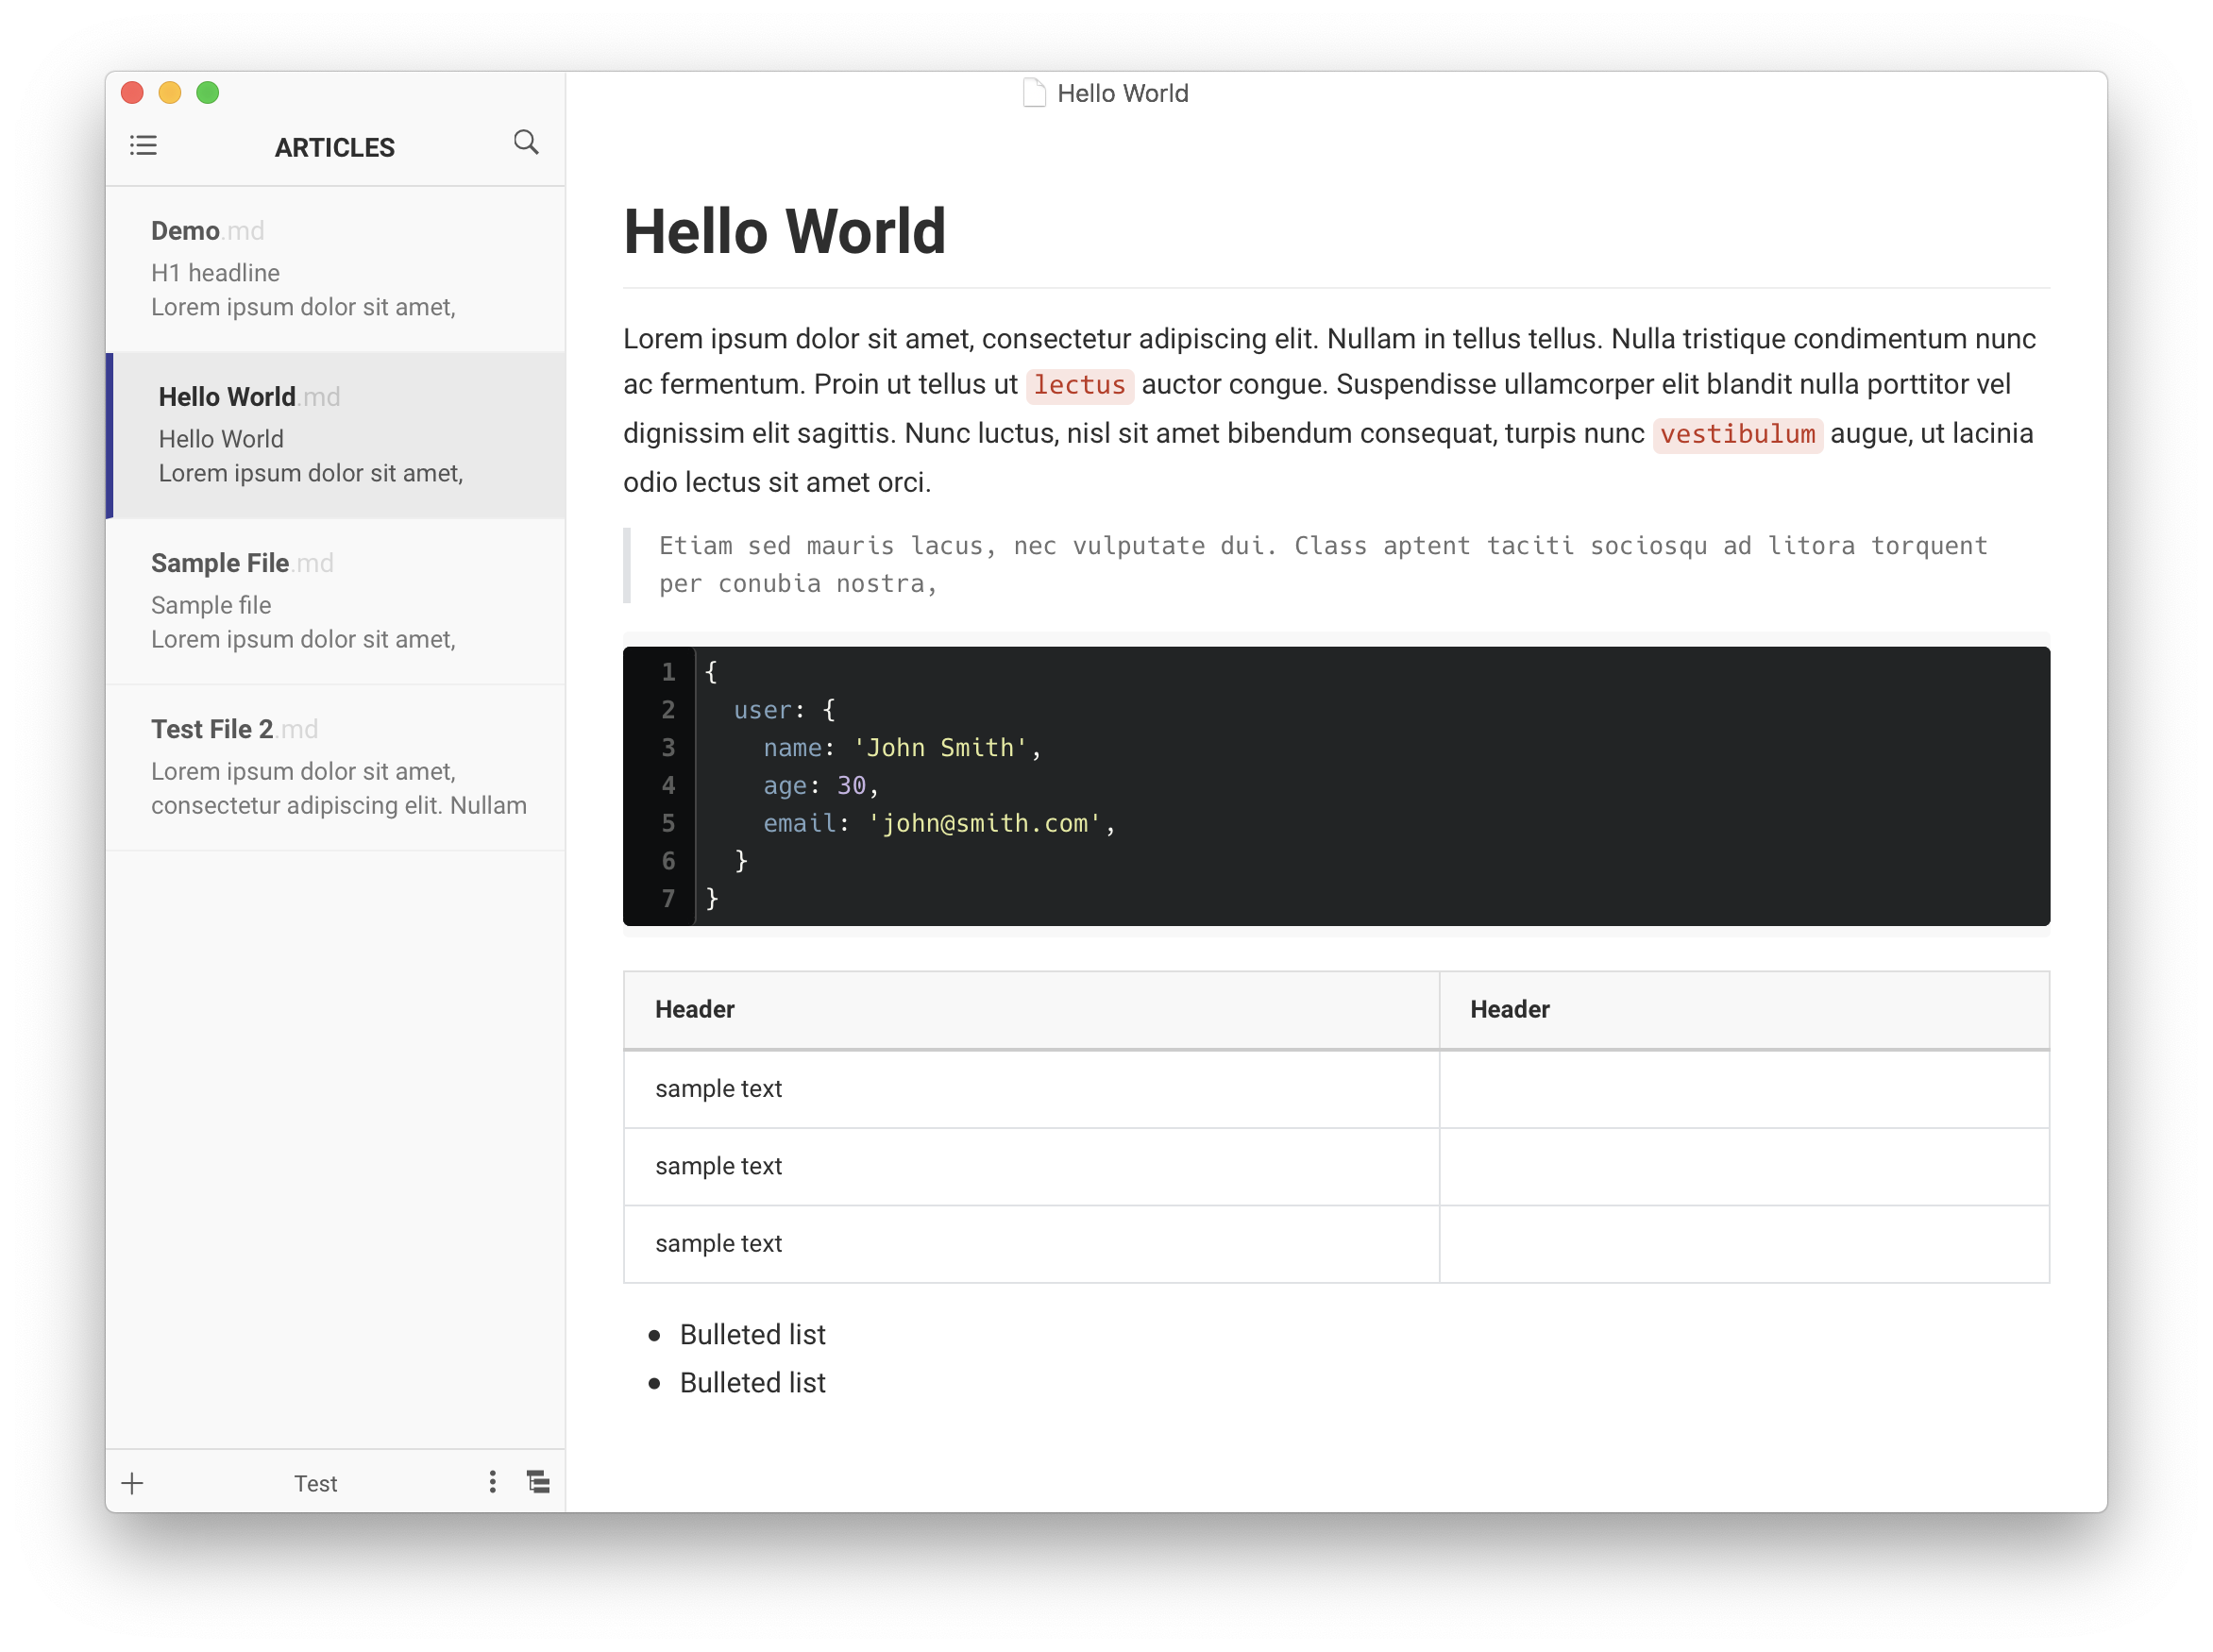 Hello World
ARTICLES
Demo.md
H1 headline
Lorem ipsum dolor sit amet,
Hello World.md
Hello World
Lorem ipsum dolor sit amet,
Sample File.md
Sample file
Lorem ipsum dolor sit amet,
Test File 2.md
Lorem ipsum dolor sit amet,
consectetur adipiscing elit. Nullam
Test
Hello World
Lorem ipsum dolor sit amet, consectetur adipiscing elit. Nullam in tellus tellus. Nulla tristique condimentum nunc
ac fermentum. Proin ut tellus ut lectus auctor congue. Suspendisse ullamcorper elit blandit nulla porttitor vel
dignissim elit sagittis. Nunc luctus, nisl sit amet bibendum consequat, turpis nunc vestibulum augue, ut lacinia
odio lectus sit amet orci.
Etiam sed mauris lacus, nec vulputate dui. Class aptent taciti sociosqu ad litora torquent
per conubia nostra,
1 {
2   user: {
3     name: 'John Smith',
4     age: 30,
5     email: 'john@smith.com',
6   }
7 }
Header Header
sample text
sample text
sample text
• Bulleted list
• Bulleted list